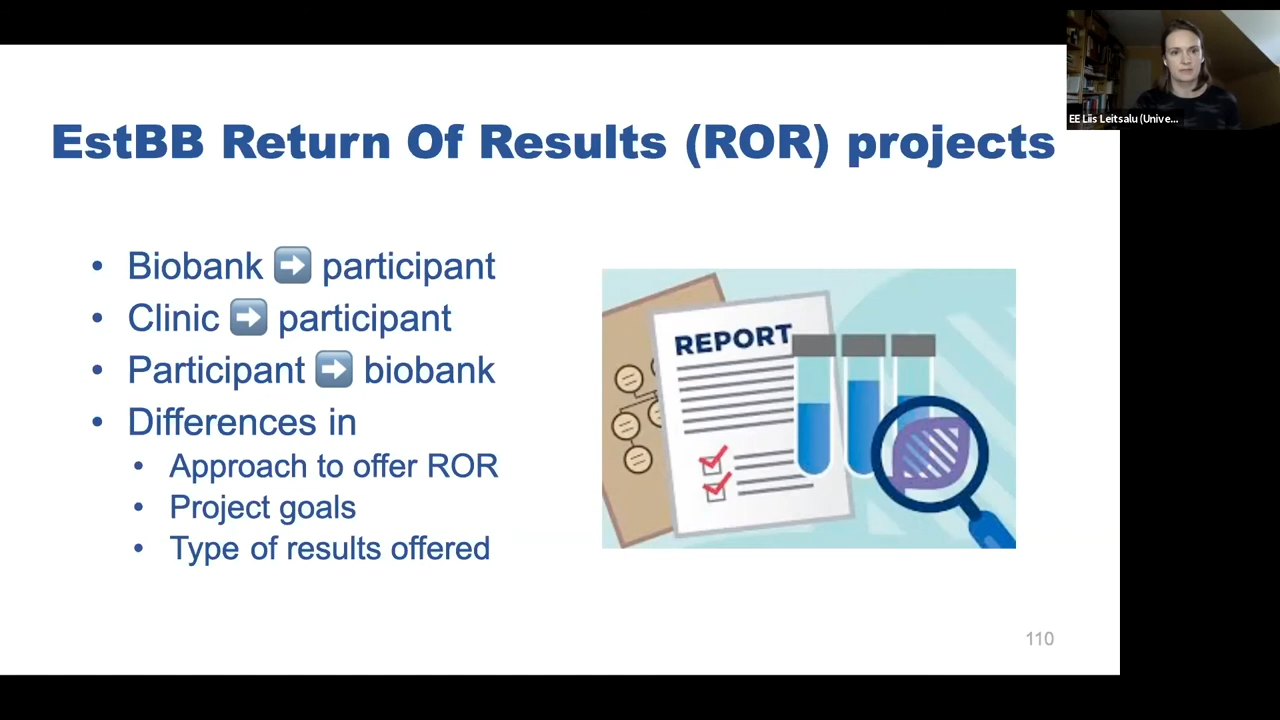 EE Liis Leitsalu (Unive...
EstBB Return Of Results (ROR) projects
• Biobank ➡ participant
• Clinic ➡ participant
• Participant ➡ biobank
• Differences in
• Approach to offer ROR
• Project goals
• Type of results offered
REPORT
110